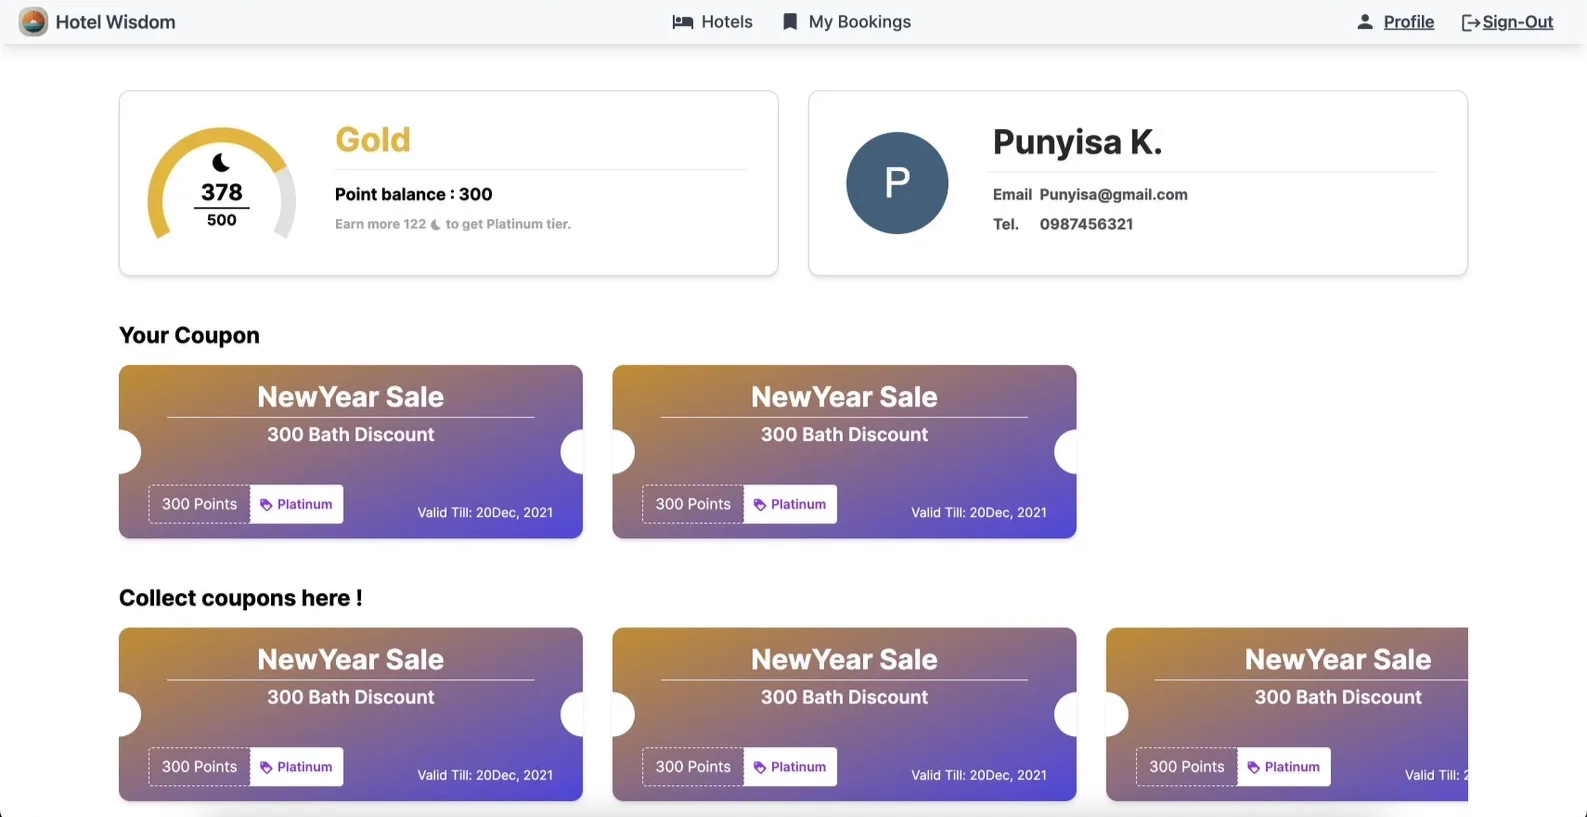 Hotel Wisdom
Hotels
My Bookings
Profile
Sign-Out
Gold
378
500
Point balance : 300
Earn more 122 to get Platinum tier.
P
Punyisa K.
Email Punyisa@gmail.com
Tel. 0987456321
Your Coupon
NewYear Sale
300 Bath Discount
300 Points
Platinum
Valid Till: 20Dec, 2021
NewYear Sale
300 Bath Discount
300 Points
Platinum
Valid Till: 20Dec, 2021
Collect coupons here !
NewYear Sale
300 Bath Discount
300 Points
Platinum
Valid Till: 20Dec, 2021
NewYear Sale
300 Bath Discount
300 Points
Platinum
Valid Till: 20Dec, 2021
NewYear Sale
300 Bath Discount
300 Points
Platinum
Valid Till: